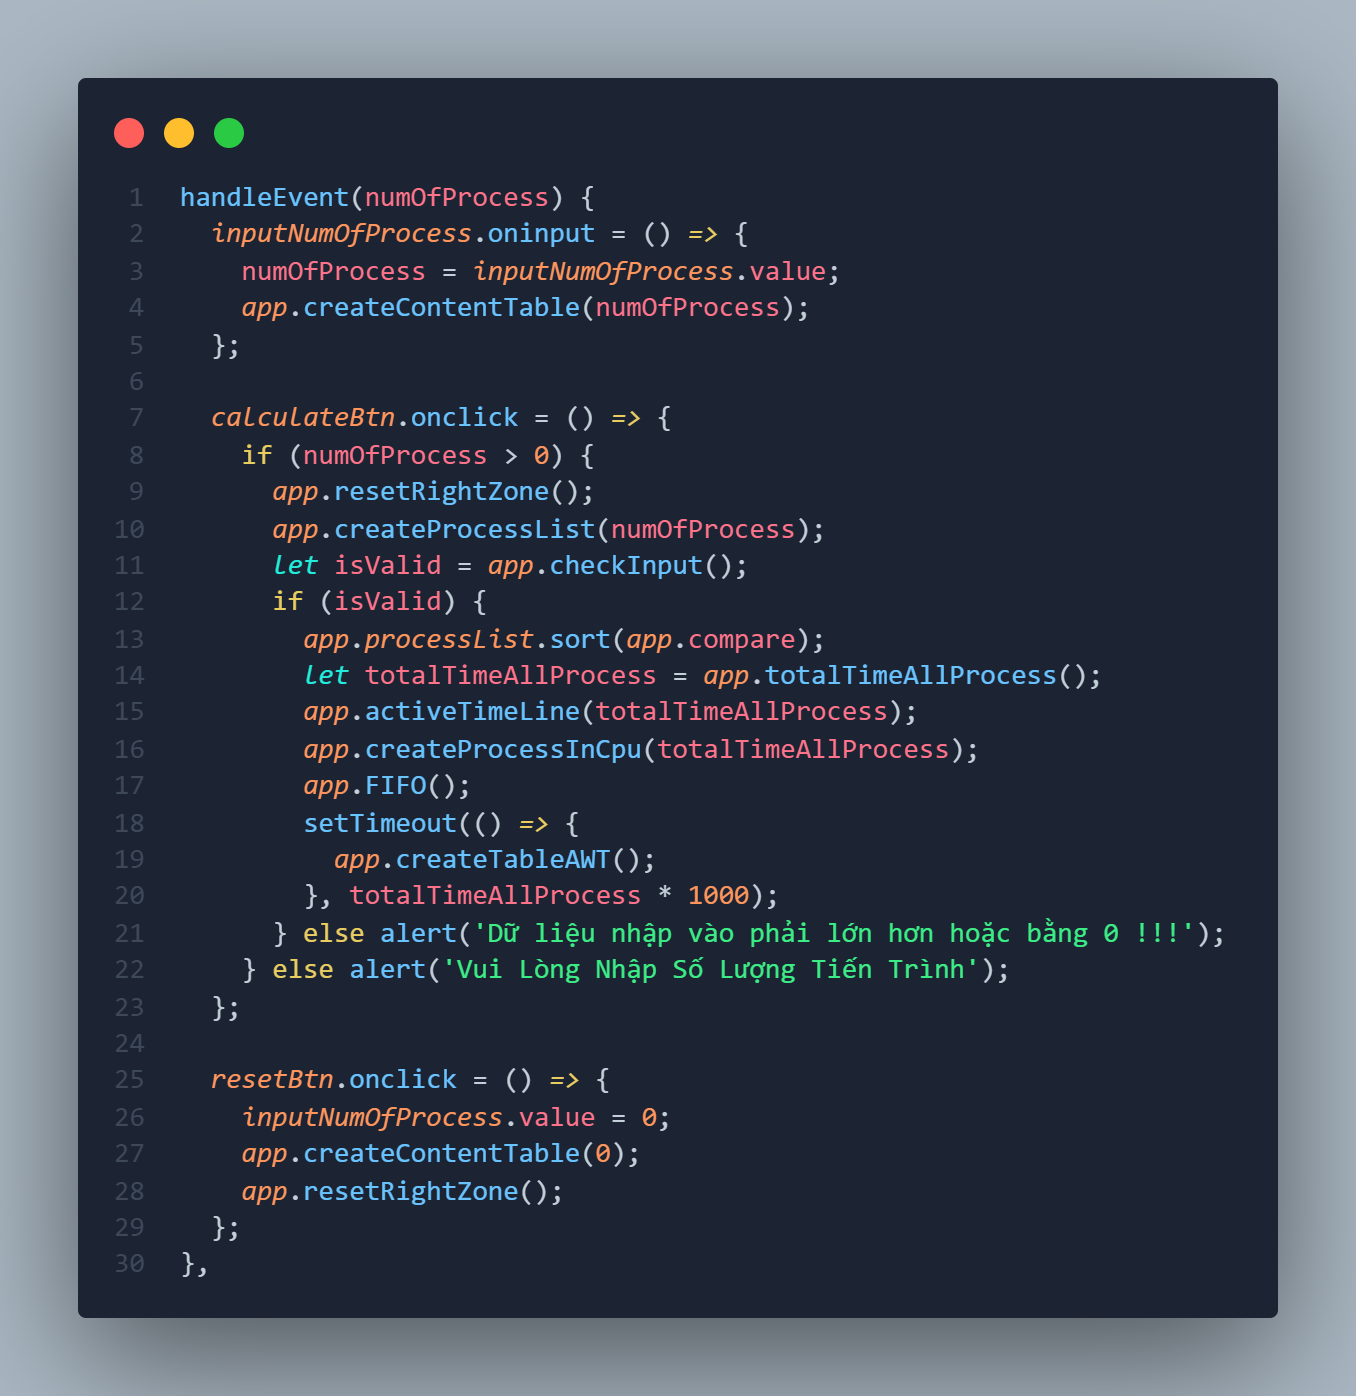 1 handleEvent(numOfProcess) {
2 inputNumOfProcess.oninput = () => {
3 numOfProcess = inputNumOfProcess.value;
4 app.createContentTable(numOfProcess);
5 };
6
7 calculateBtn.onclick = () => {
8 if (numOfProcess > 0) {
9 app.resetRightZone();
10 app.createProcessList(numOfProcess);
11 let isValid = app.checkInput();
12 if (isValid) {
13 app.processList.sort(app.compare);
14 let totalTimeAllProcess = app.totalTimeAllProcess();
15 app.activeTimeLine(totalTimeAllProcess);
16 app.createProcessInCpu(totalTimeAllProcess);
17 app.FIFO();
18 setTimeout(() => {
19 app.createTableAWT();
20 }, totalTimeAllProcess * 1000);
21 } else alert('Dữ liệu nhập vào phải lớn hơn hoặc bằng 0 !!!');
22 } else alert('Vui Lòng Nhập Số Lượng Tiến Trình');
23 };
24
25 resetBtn.onclick = () => {
26 inputNumOfProcess.value = 0;
27 app.createContentTable(0);
28 app.resetRightZone();
29 };
30 },